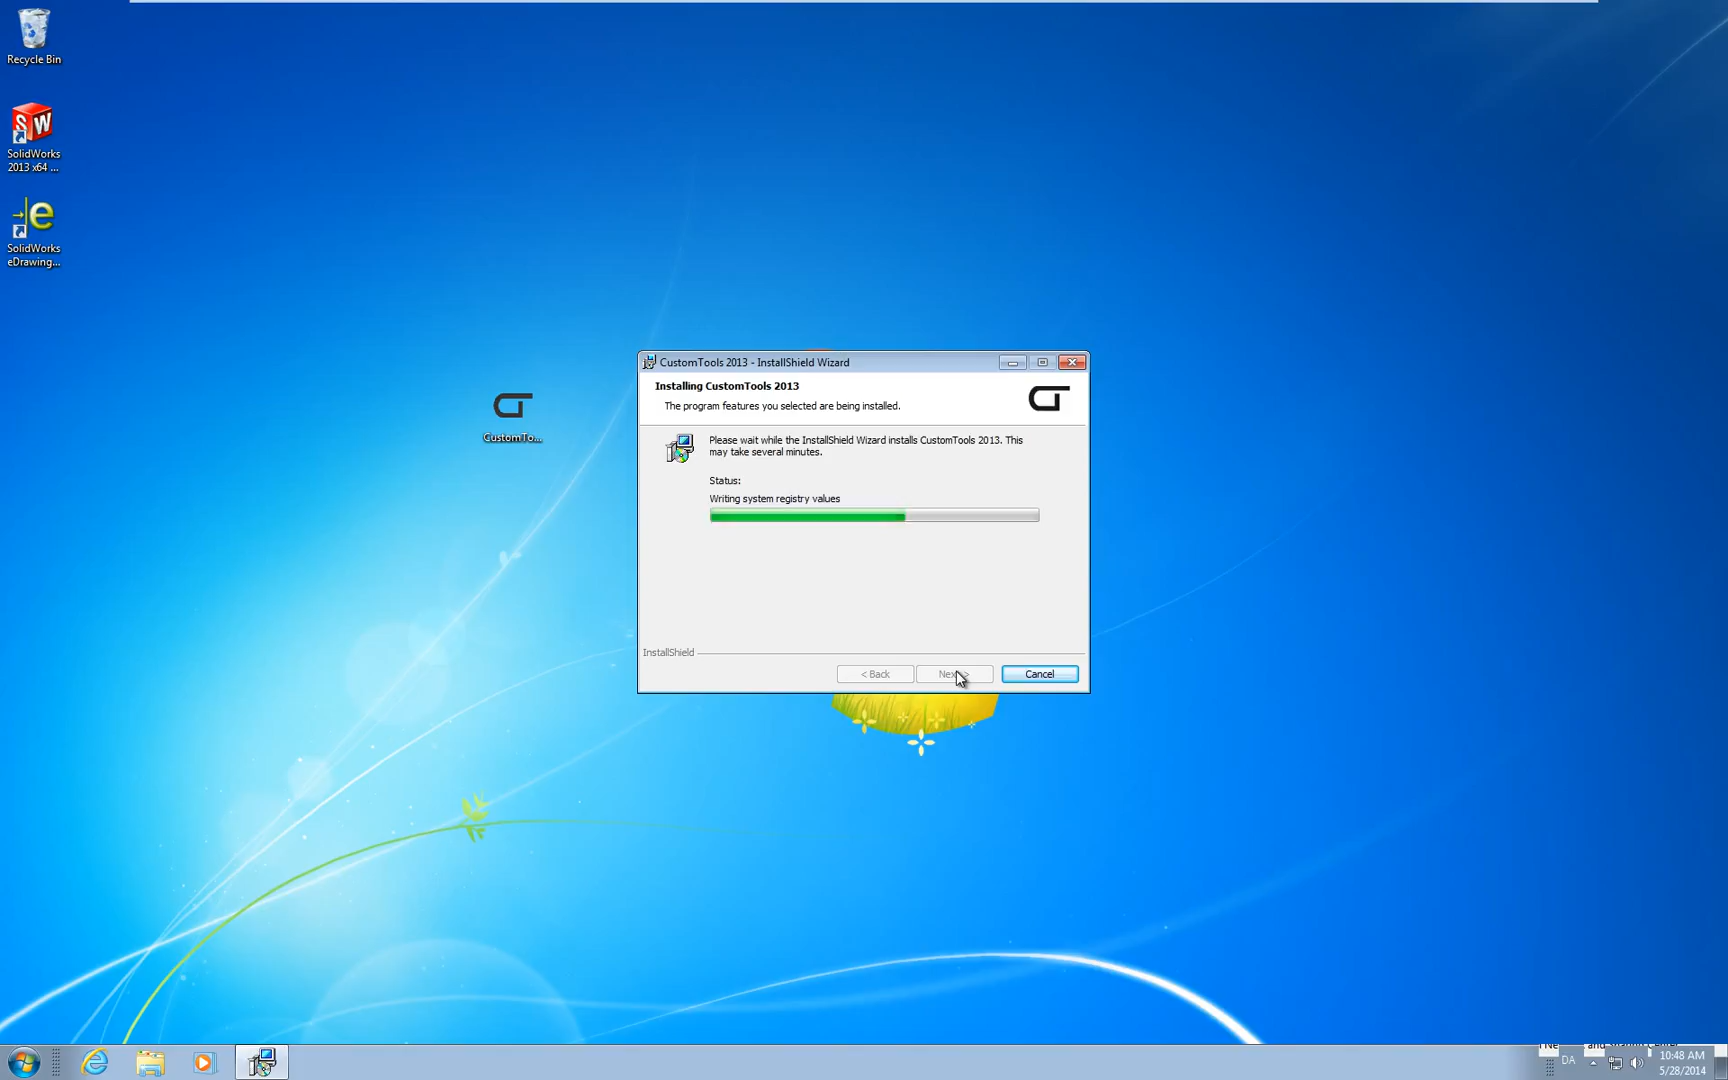 Recycle Bin
SolidWorks
2013 x64 ...
SolidWorks
eDrawing...
CustomTo...
CustomTools 2013 - InstallShield Wizard
Installing CustomTools 2013
The program features you selected are being installed.
Please wait while the InstallShield Wizard installs CustomTools 2013. This
may take several minutes.
Status:
Writing system registry values
InstallShield
< Back
Cancel
DA
10:48 AM
5/28/2014